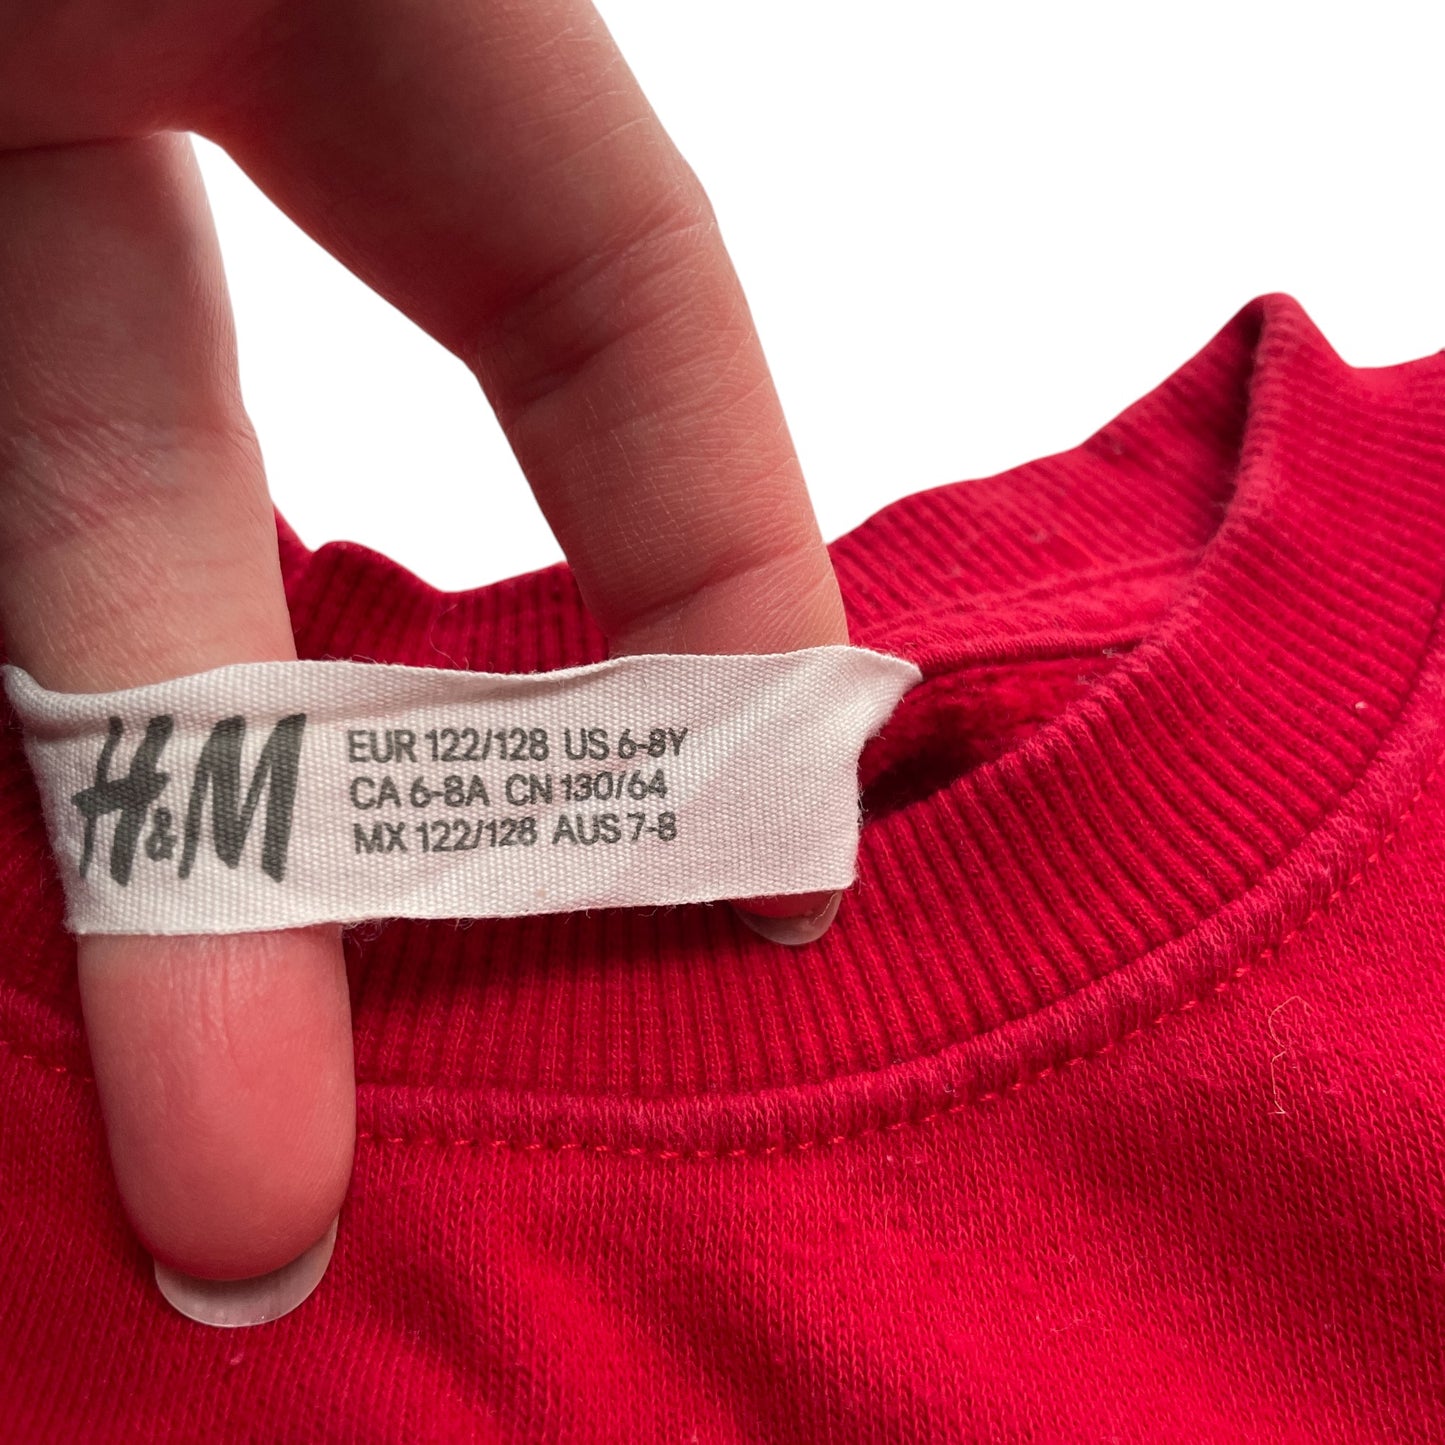 H&M
EUR 122/128 US 6-8Y
CA 6-8A CN 130/64
MX 122/128 AUS 7-8